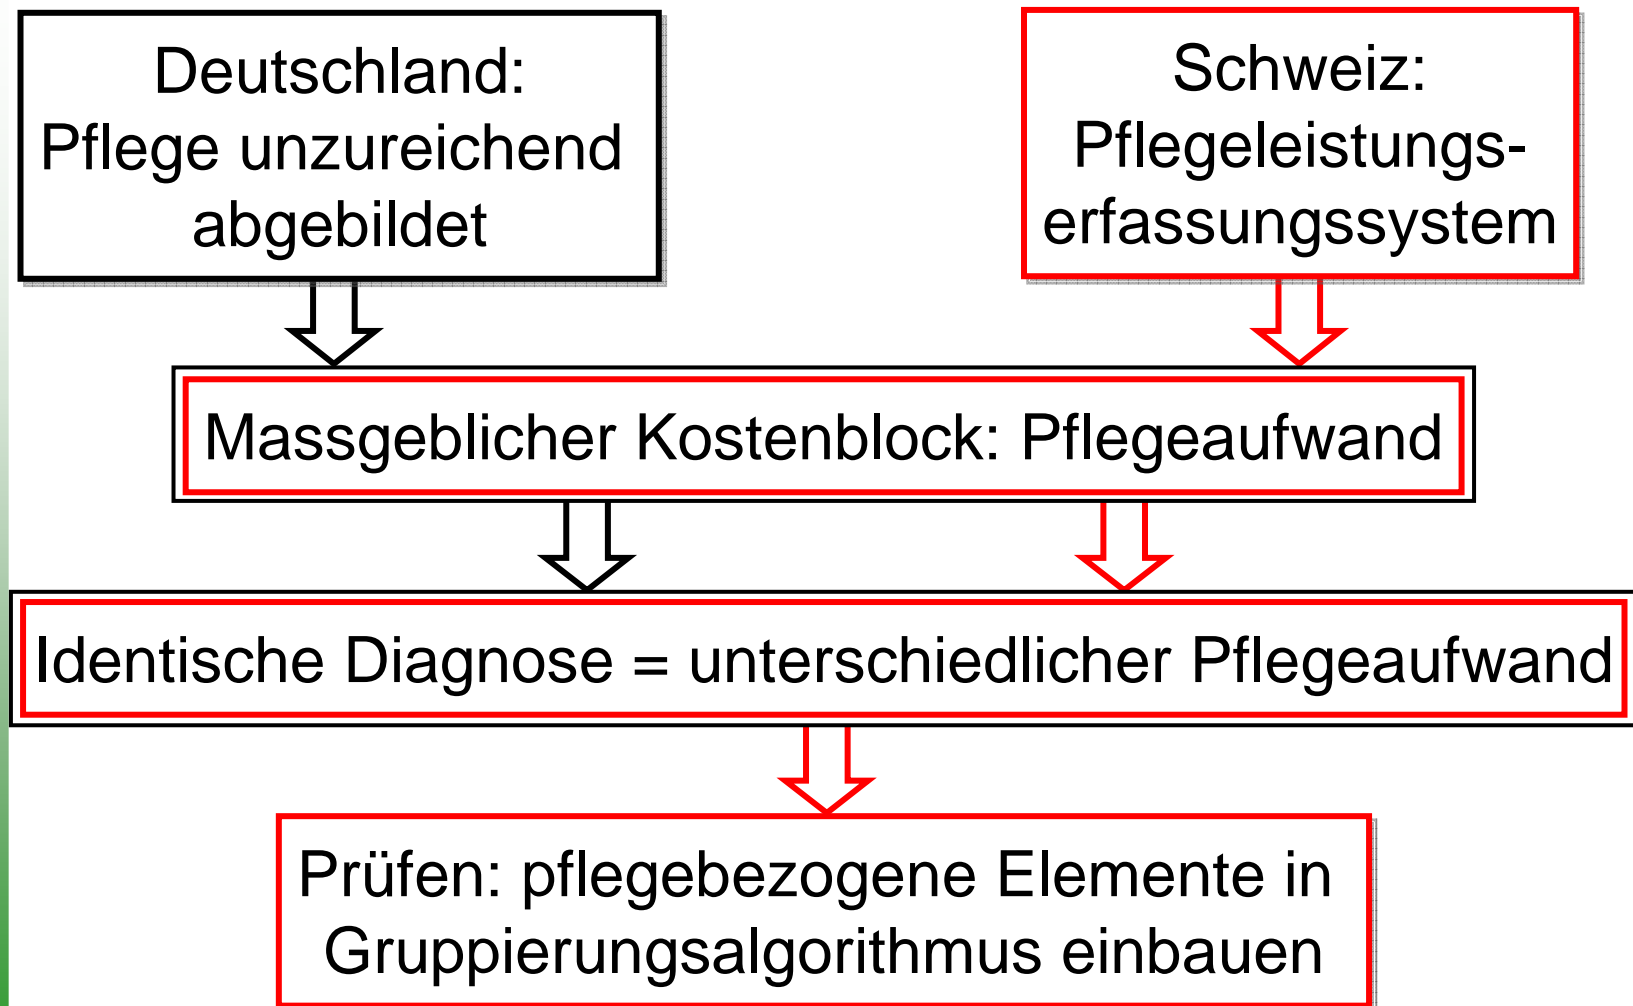 Deutschland:
Pflege unzureichend
abgebildet
Schweiz:
Pflegeleistungs-
erfassungssystem
Massgeblicher Kostenblock: Pflegeaufwand
Identische Diagnose = unterschiedlicher Pflegeaufwand
Prüfen: pflegebezogene Elemente in
Gruppierungsalgorithmus einbauen